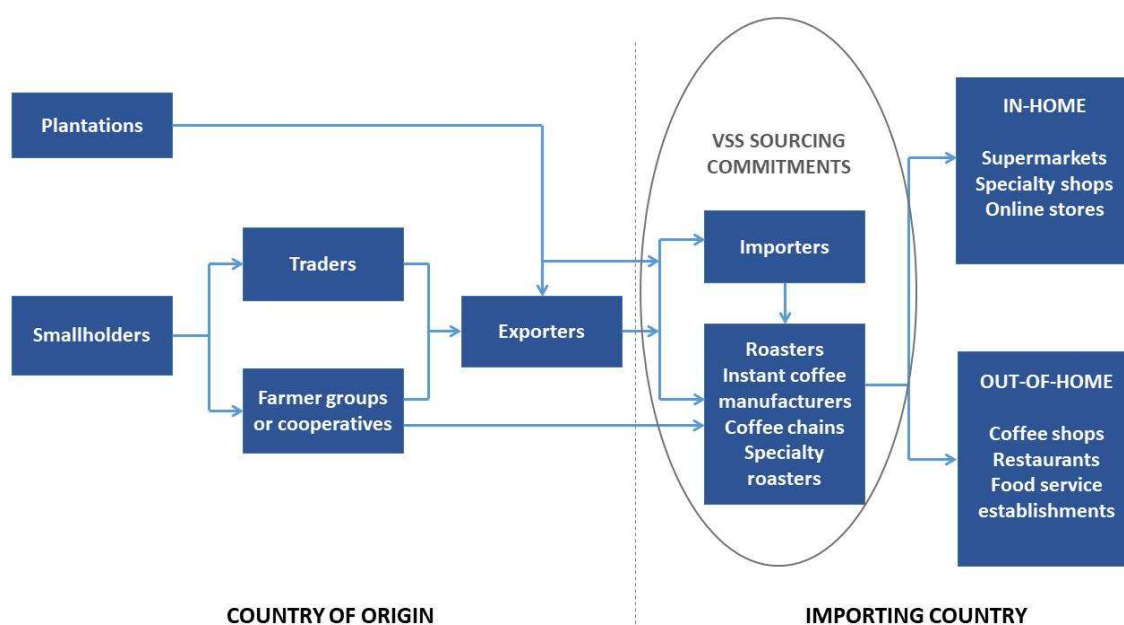 Plantations
Smallholders
Traders
Farmer groups
or cooperatives
Exporters
VSS SOURCING
COMMITMENTS
Importers
Roasters
Instant coffee
manufacturers
Coffee chains
Specialty
roasters
IN-HOME
Supermarkets
Specialty shops
Online stores
OUT-OF-HOME
Coffee shops
Restaurants
Food service
establishments
COUNTRY OF ORIGIN
IMPORTING COUNTRY